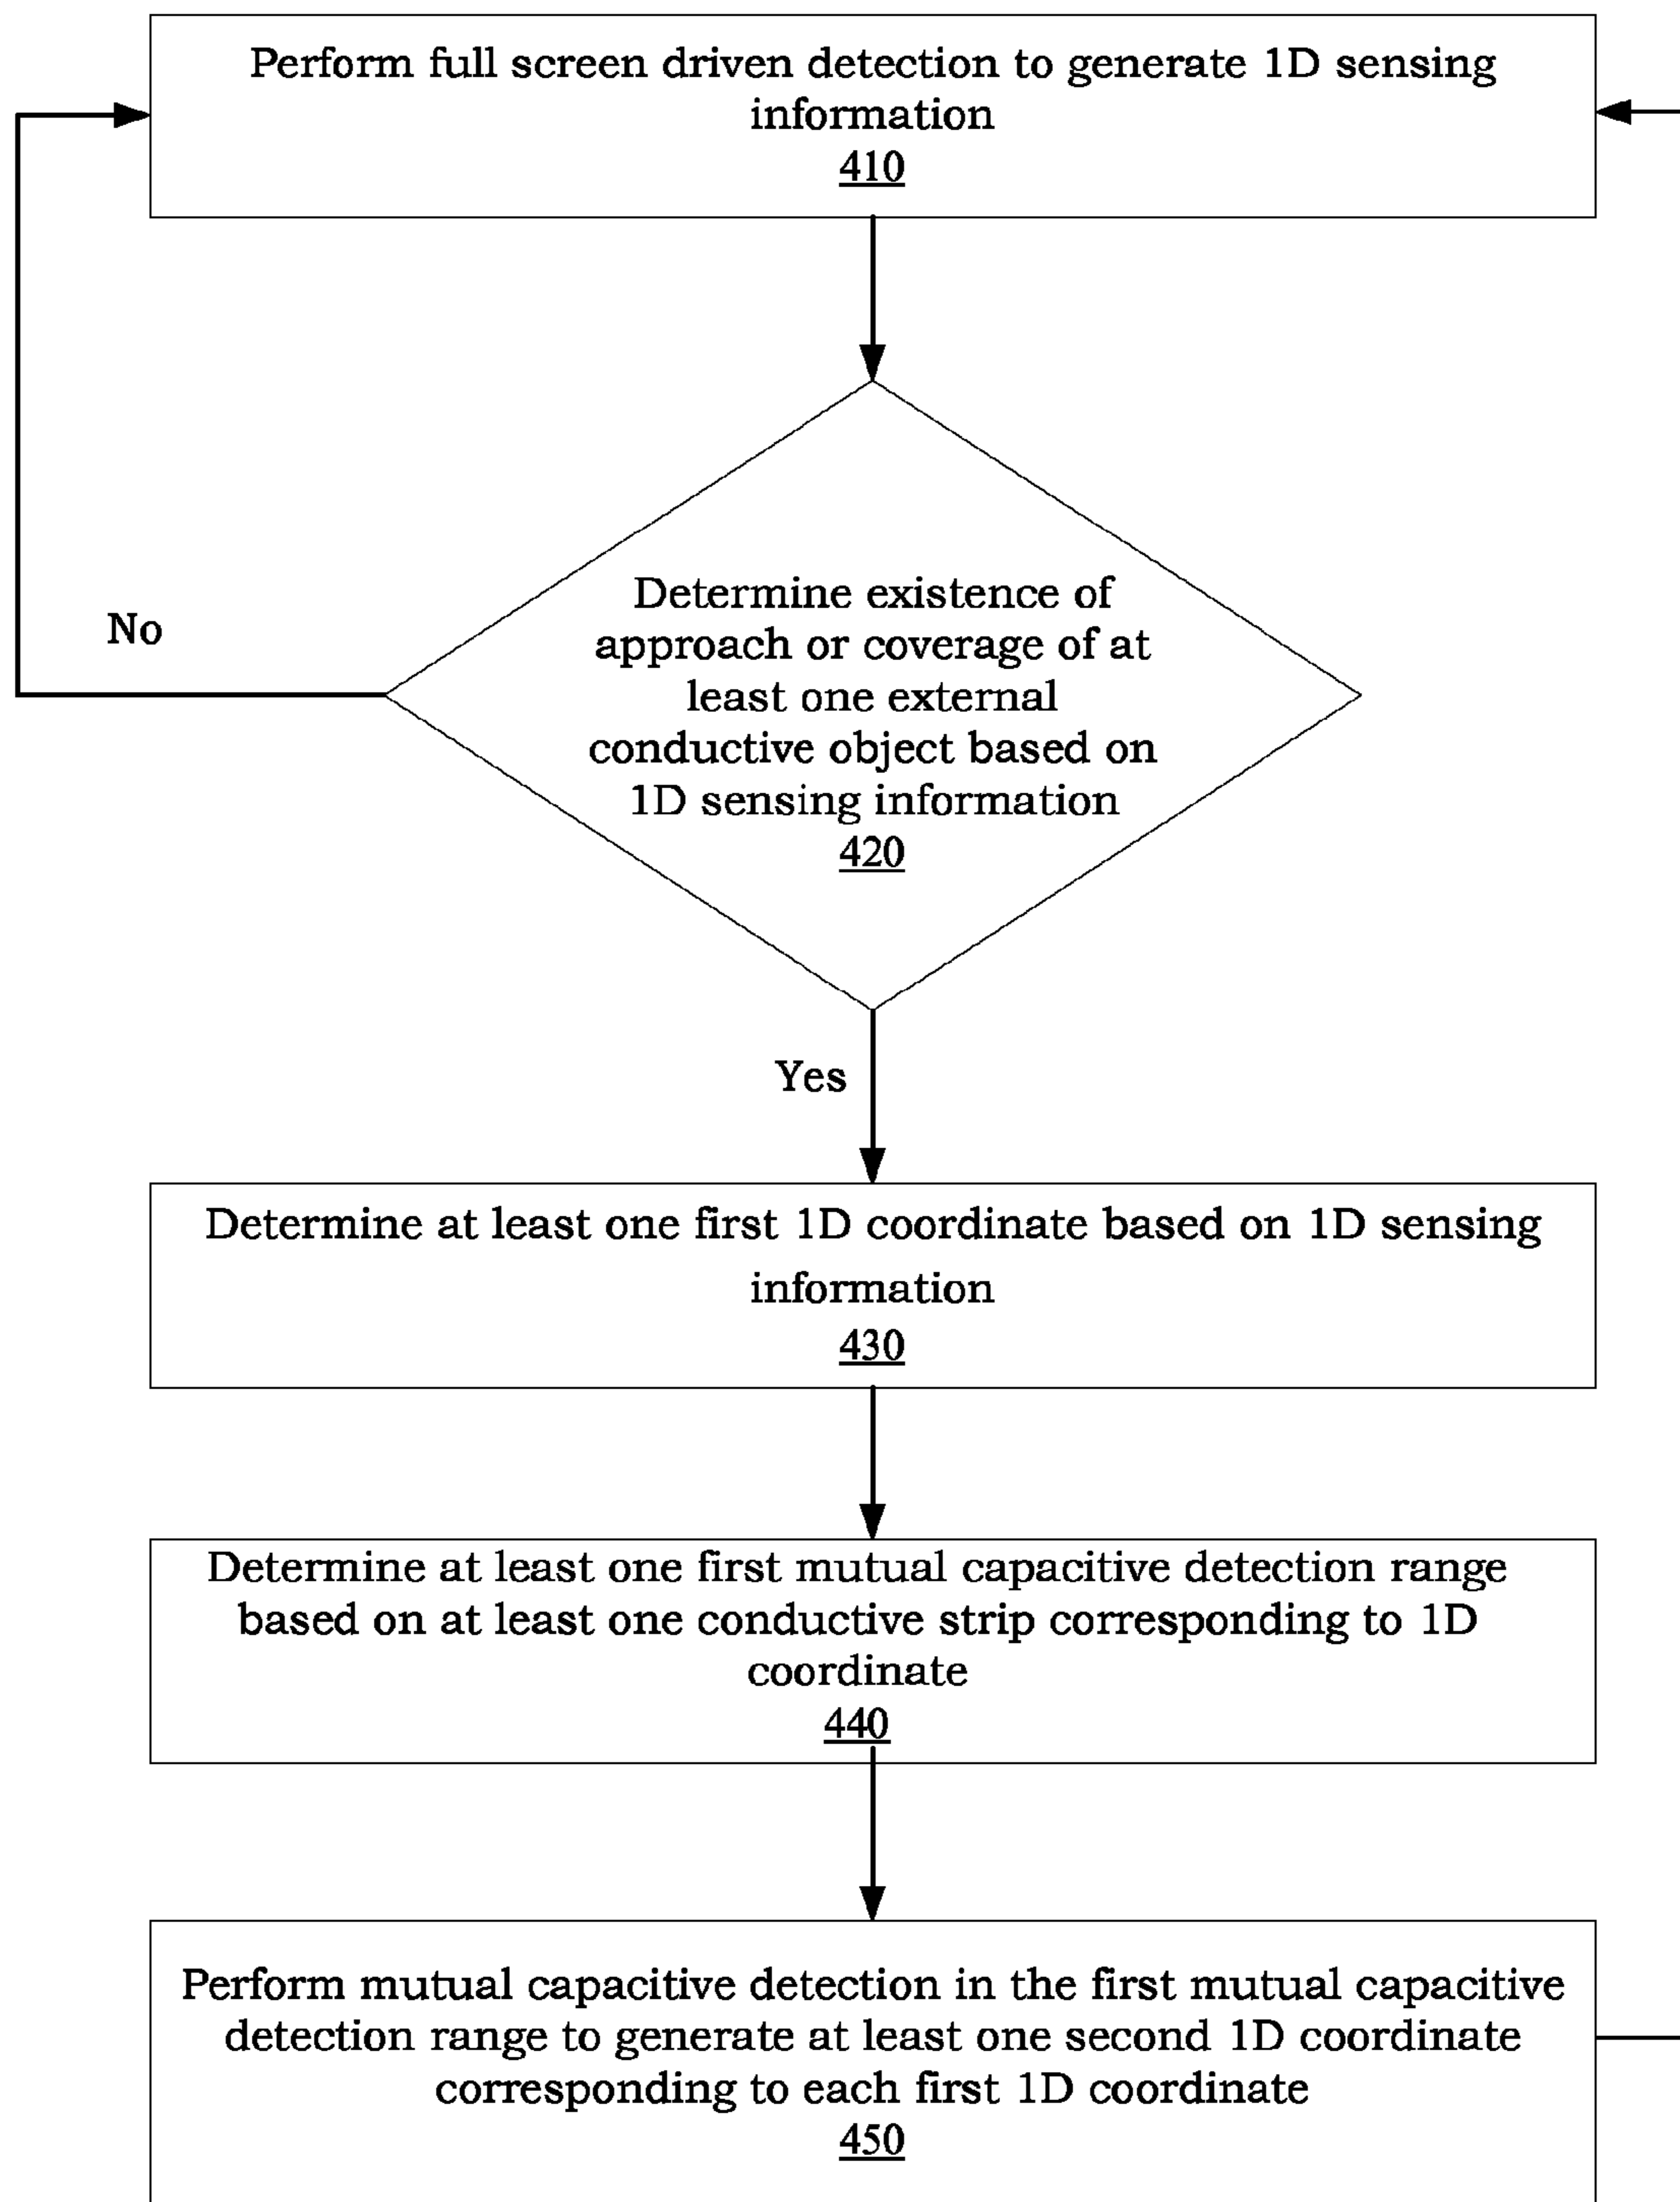 Perform full screen driven detection to generate 1D sensing
information
410
Determine existence of
approach or coverage of at
least one external
conductive object based on
1D sensing information
420
No
Yes
Determine at least one first 1D coordinate based on 1D sensing
information
430
Determine at least one first mutual capacitive detection range
based on at least one conductive strip corresponding to 1D
coordinate
440
Perform mutual capacitive detection in the first mutual capacitive
detection range to generate at least one second 1D coordinate
corresponding to each first 1D coordinate
450